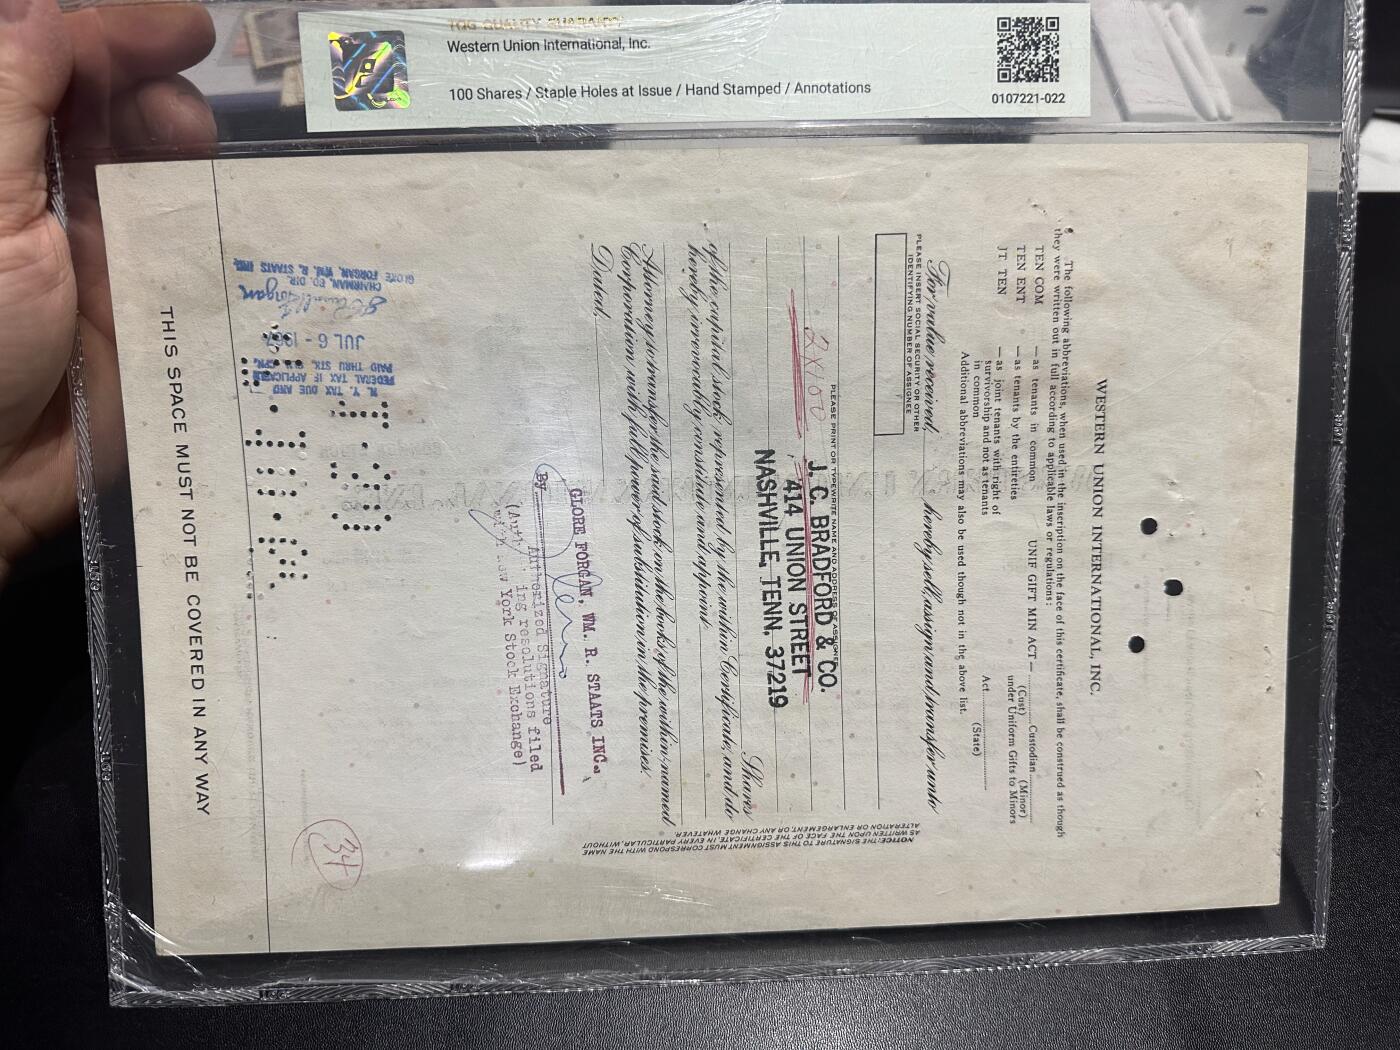 TQG QUALITY GUARANTY
Western Union International, Inc.
100 Shares / Staple Holes at Issue / Hand Stamped / Annotations
0107221-022
WESTERN UNION INTERNATIONAL, INC.
The following abbreviations, when used in the inscription on the face of this certificate, shall be construed as though
they were written out in full according to applicable laws or regulations:
TEN COM — as tenants in common UNIF GIFT MIN ACT — Custodian
(Cust) (Minor)
TEN ENT — as tenants by the entireties under Uniform Gifts to Minors
JT TEN — as joint tenants with right of
survivorship and not as tenants Act
in common (State)
Additional abbreviations may also be used though not in the above list.
For value received, hereby sell, assign and transfer unto
PLEASE INSERT SOCIAL SECURITY OR OTHER
IDENTIFYING NUMBER OF ASSIGNEE
PLEASE PRINT OR TYPEWRITE NAME AND ADDRESS OF ASSIGNEE
2X100
J. C. BRADFORD & CO.
414 UNION STREET
NASHVILLE, TENN. 37219
Shares
of the capital stock represented by the within Certificate, and do
hereby irrevocably constitute and appoint
Attorney to transfer the said stock on the books of the within-named
Corporation with full power of substitution in the premises.
Dated,
GLORE FORGAN, WM. R. STAATS INC.
By
Authorized Signature
ing resolutions filed
York Stock Exchange)
NOTICE: THE SIGNATURE TO THIS ASSIGNMENT MUST CORRESPOND WITH THE NAME
AS WRITTEN UPON THE FACE OF THE CERTIFICATE, IN EVERY PARTICULAR, WITHOUT
ALTERATION OR ENLARGEMENT, OR ANY CHANGE WHATEVER.
N. Y. TAX DUE AND
FEDERAL TAX IF APPLICABLE
PAID THRU STK.
JUL 6 - 1967
CHAIRMAN, BD. DIR.
GLORE FORGAN, WM. R. STAATS INC.
34
THIS SPACE MUST NOT BE COVERED IN ANY WAY